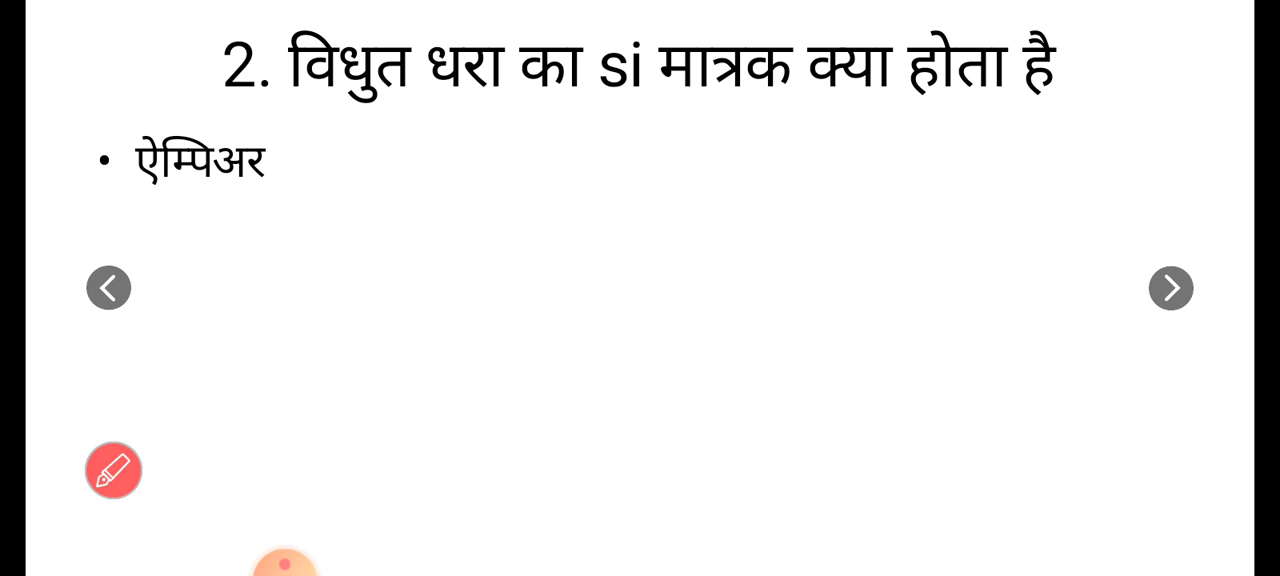 2. विधुत धरा का si मात्रक क्या होता है
• ऐम्पिअर